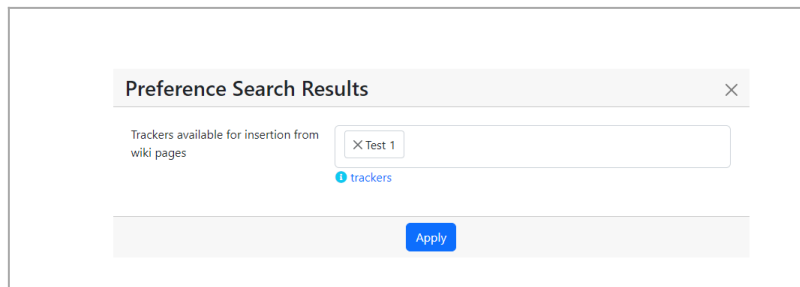 Preference Search Results
Trackers available for insertion from
wiki pages
Test 1
trackers
Apply